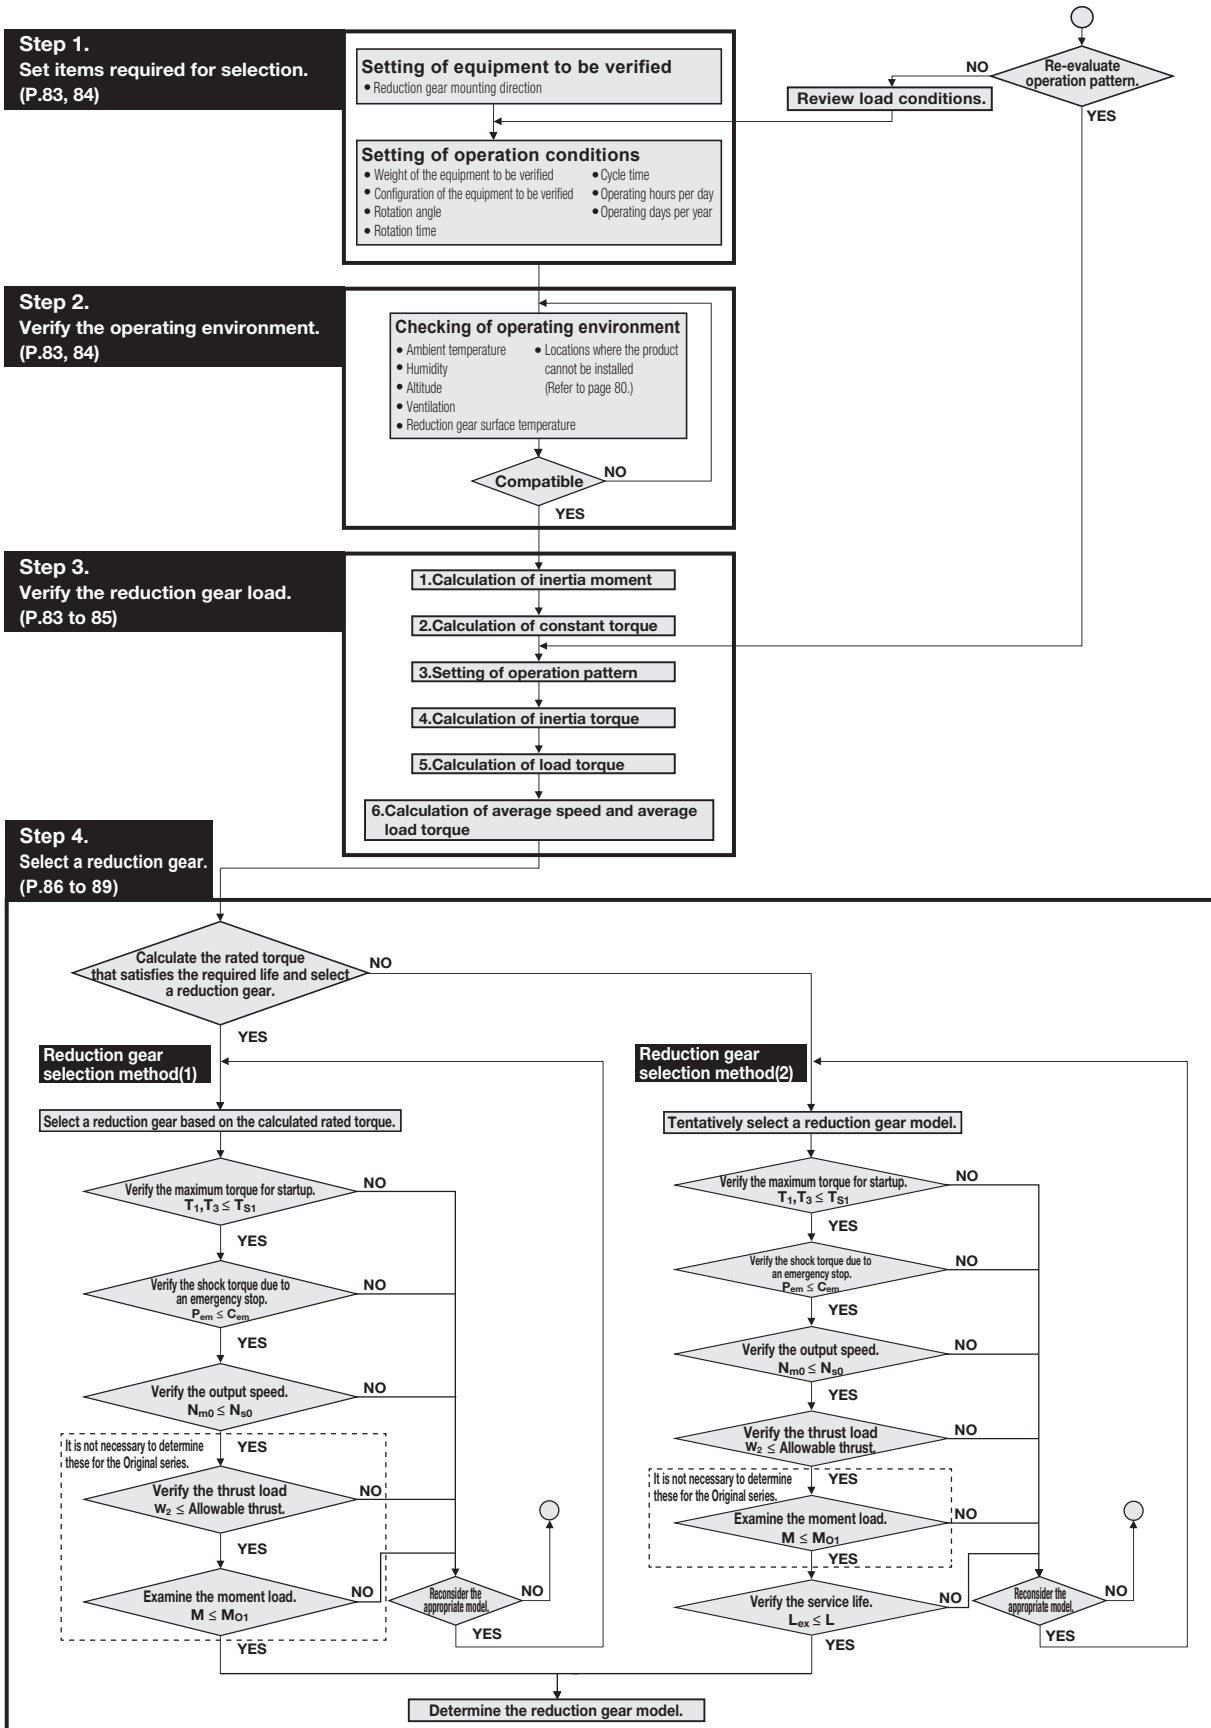 Step 1.
Set items required for selection.
(P.83, 84)
Setting of equipment to be verified
• Reduction gear mounting direction
Setting of operation conditions
• Weight of the equipment to be verified
• Configuration of the equipment to be verified
• Rotation angle
• Rotation time
• Cycle time
• Operating hours per day
• Operating days per year
Re-evaluate
operation pattern.
NO
YES
Review load conditions.
Step 2.
Verify the operating environment.
(P.83, 84)
Checking of operating environment
• Ambient temperature
• Humidity
• Altitude
• Ventilation
• Reduction gear surface temperature
• Locations where the product
cannot be installed
(Refer to page 80.)
Compatible
NO
YES
Step 3.
Verify the reduction gear load.
(P.83 to 85)
1.Calculation of inertia moment
2.Calculation of constant torque
3.Setting of operation pattern
4.Calculation of inertia torque
5.Calculation of load torque
6.Calculation of average speed and average
load torque
Step 4.
Select a reduction gear.
(P.86 to 89)
Calculate the rated torque
that satisfies the required life and select
a reduction gear.
NO
YES
Reduction gear
selection method(1)
Select a reduction gear based on the calculated rated torque.
Verify the maximum torque for startup.
T1,T3 ≤ TS1
NO
YES
Verify the shock torque due to
an emergency stop.
Pem ≤ Cem
NO
YES
Verify the output speed.
Nm0 ≤ Ns0
NO
YES
It is not necessary to determine
these for the Original series.
Verify the thrust load
W2 ≤ Allowable thrust.
NO
YES
Examine the moment load.
M ≤ MO1
NO
YES
Reconsider the
appropriate model.
NO
YES
Reduction gear
selection method(2)
Tentatively select a reduction gear model.
Verify the maximum torque for startup.
T1,T3 ≤ TS1
NO
YES
Verify the shock torque due to
an emergency stop.
Pem ≤ Cem
NO
YES
Verify the output speed.
Nm0 ≤ Ns0
NO
YES
Verify the thrust load
W2 ≤ Allowable thrust.
NO
YES
It is not necessary to determine
these for the Original series.
Examine the moment load.
M ≤ MO1
NO
YES
Verify the service life.
Lex ≤ L
NO
YES
Reconsider the
appropriate model.
NO
YES
Determine the reduction gear model.